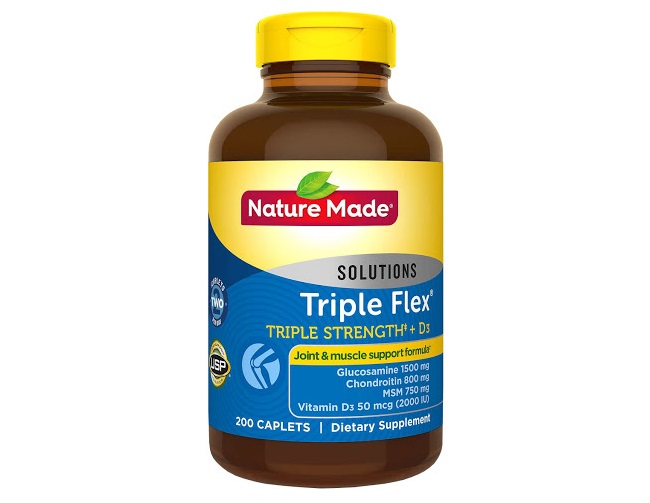 Nature Made®
SOLUTIONS
Triple Flex®
TRIPLE STRENGTH‡ + D3
Joint & muscle support formula*
Glucosamine 1500 mg
Chondroitin 800 mg
MSM 750 mg
Vitamin D3 50 mcg (2000 IU)
TWO
USP
200 CAPLETS | Dietary Supplement